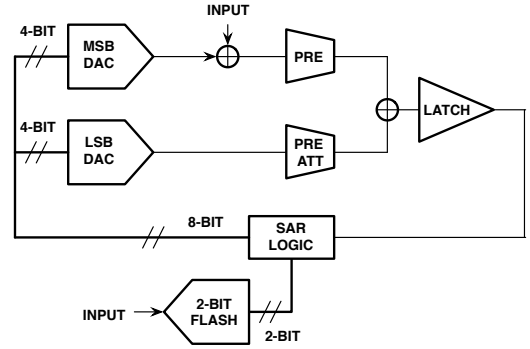 INPUT
4-BIT
MSB
DAC
PRE
4-BIT
LSB
DAC
PRE
ATT
LATCH
8-BIT
SAR
LOGIC
INPUT
2-BIT
FLASH
2-BIT